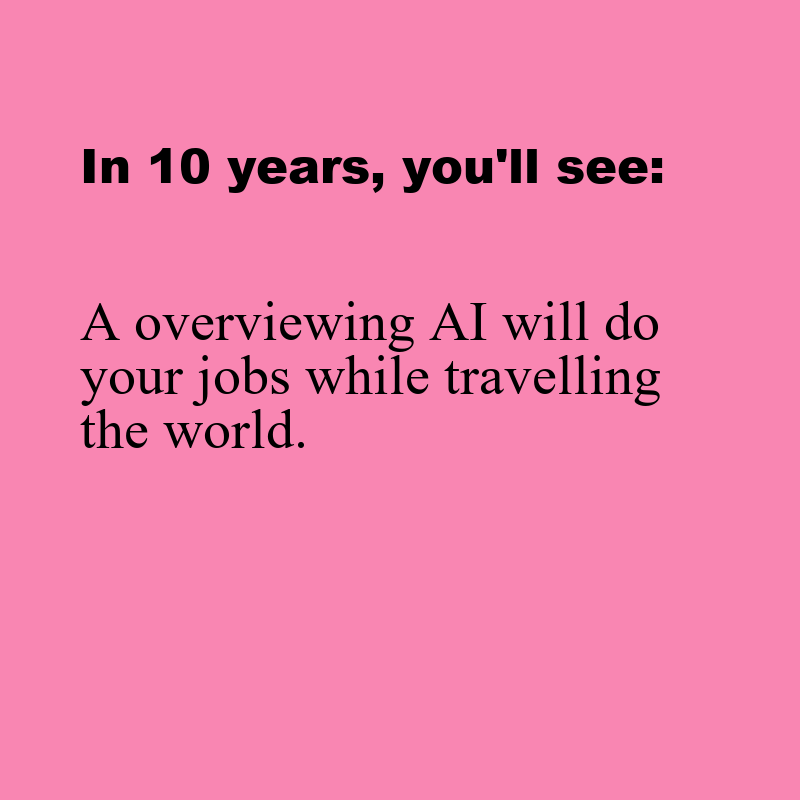 In 10 years, you'll see:
A overviewing AI will do
your jobs while travelling
the world.